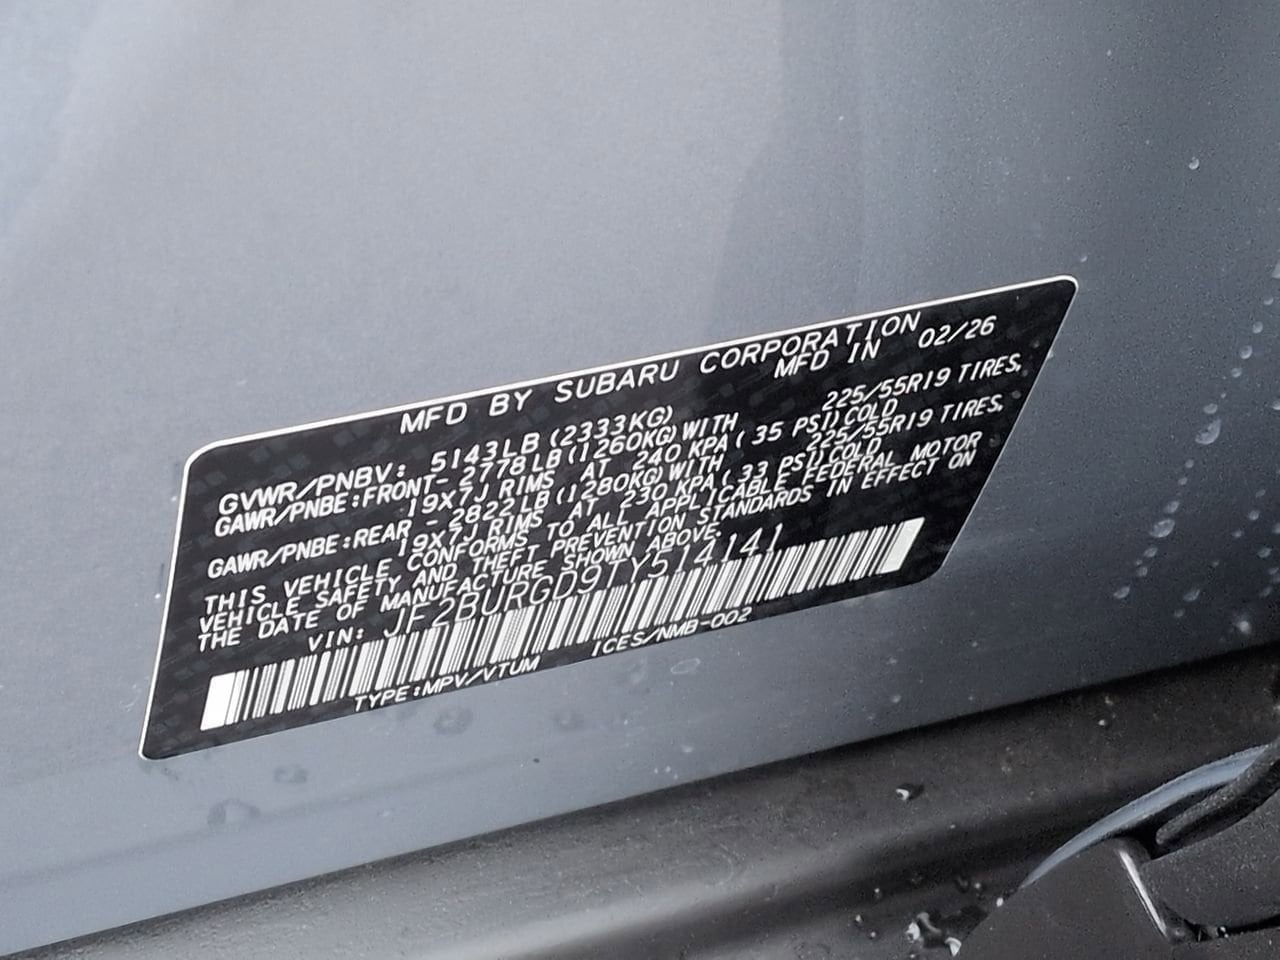 MFD BY SUBARU CORPORATION
MFD IN 02/26
GVWR/PNBV: 5143LB(2333KG)
GAWR/PNBE:FRONT- 2778LB(1260KG)WITH 225/55R19 TIRES,
19X7J RIMS AT 240 KPA( 35 PSI)COLD
GAWR/PNBE:REAR - 2822LB(1280KG)WITH 225/55R19 TIRES,
19X7J RIMS AT 230 KPA( 33 PSI)COLD
THIS VEHICLE CONFORMS TO ALL APPLICABLE FEDERAL MOTOR
VEHICLE SAFETY AND THEFT PREVENTION STANDARDS IN EFFECT ON
THE DATE OF MANUFACTURE SHOWN ABOVE.
VIN: JF2BURGD9TY514141
TYPE:MPV/VTUM ICES/NMB-002